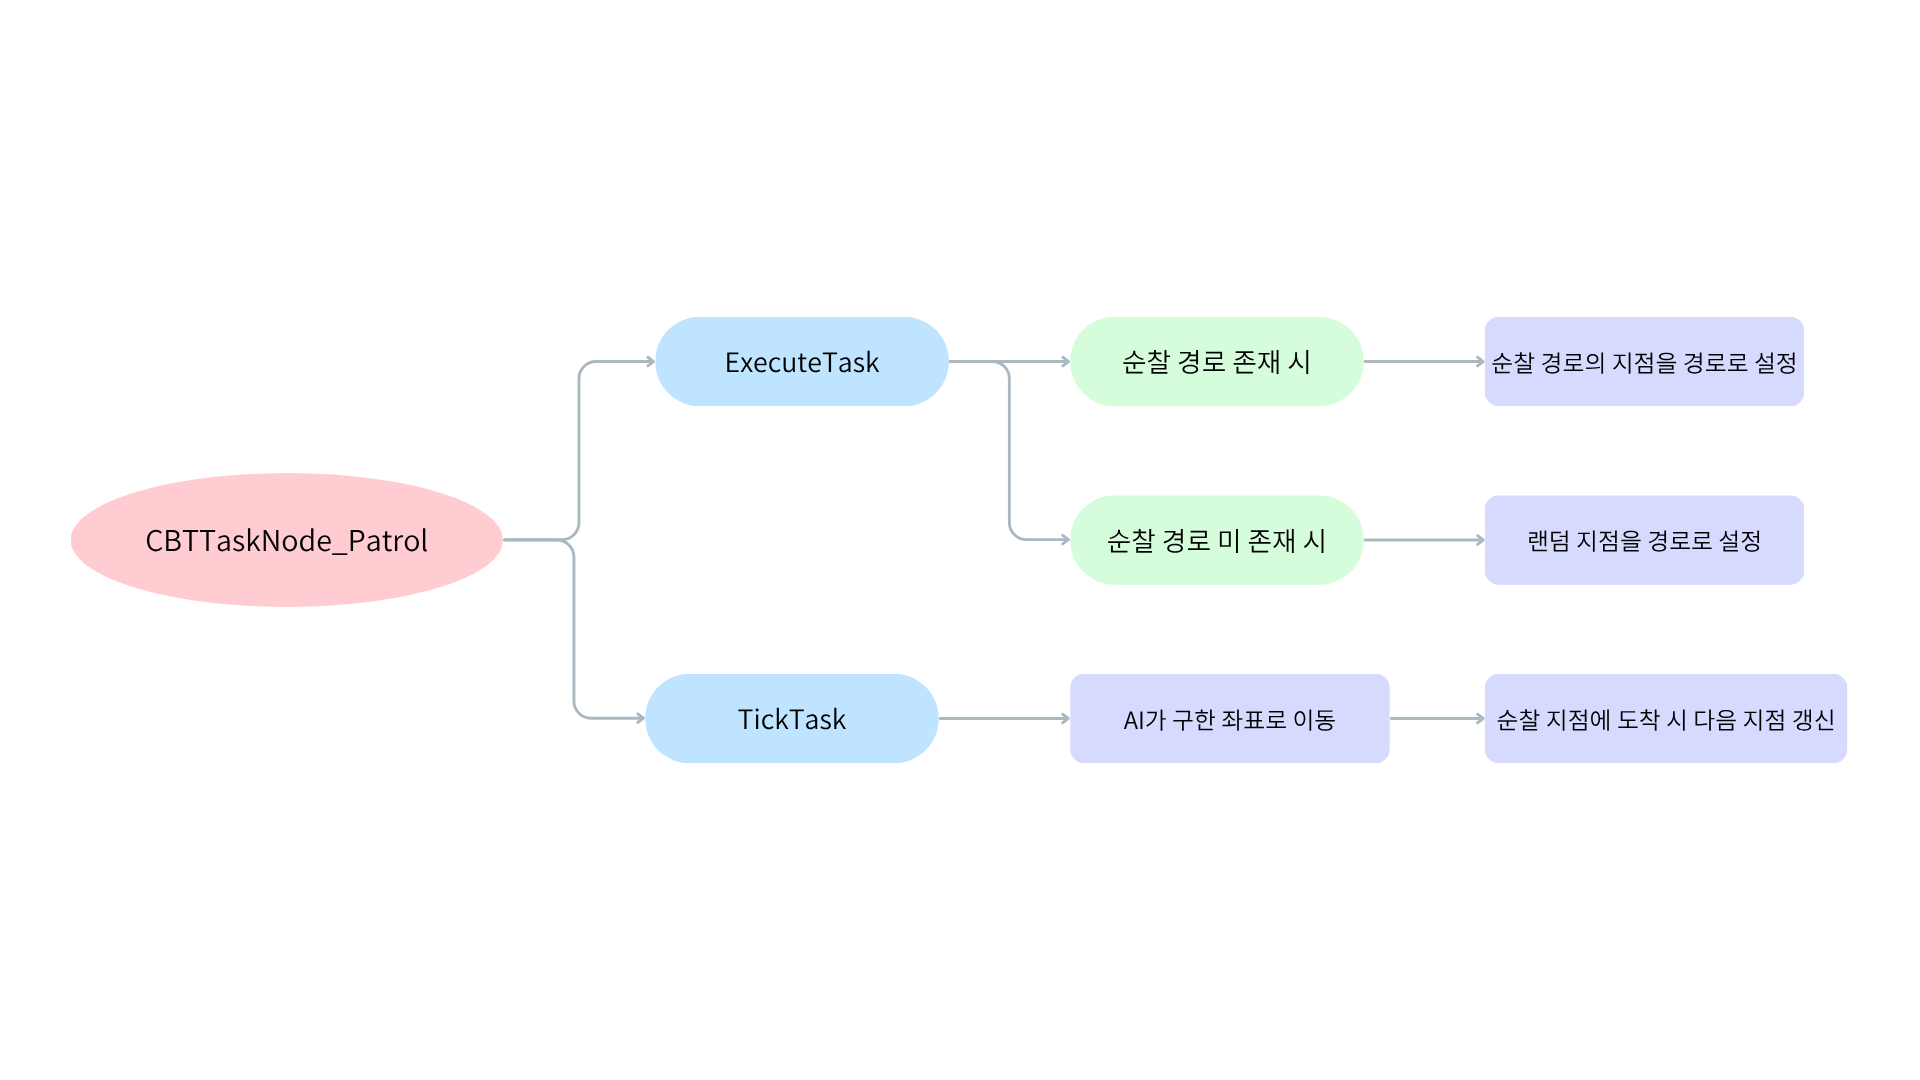 CBTTaskNode_Patrol
ExecuteTask
순찰 경로 존재 시
순찰 경로의 지점을 경로로 설정
순찰 경로 미 존재 시
랜덤 지점을 경로로 설정
TickTask
AI가 구한 좌표로 이동
순찰 지점에 도착 시 다음 지점 갱신